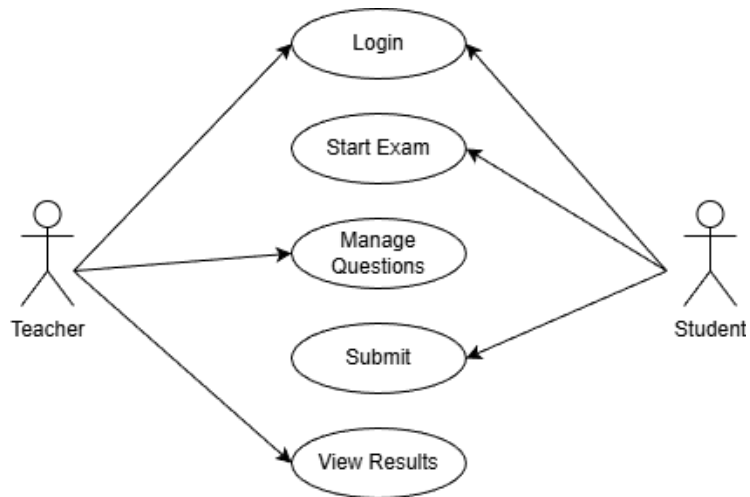 Login
Start Exam
Manage
Questions
Teacher
Student
Submit
View Results